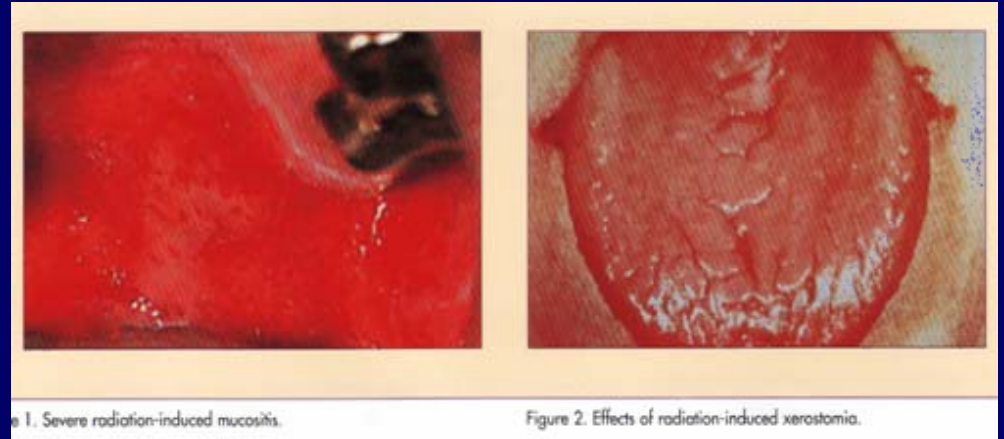 e 1. Severe radiation-induced mucositis.
Figure 2. Effects of radiation-induced xerostomia.